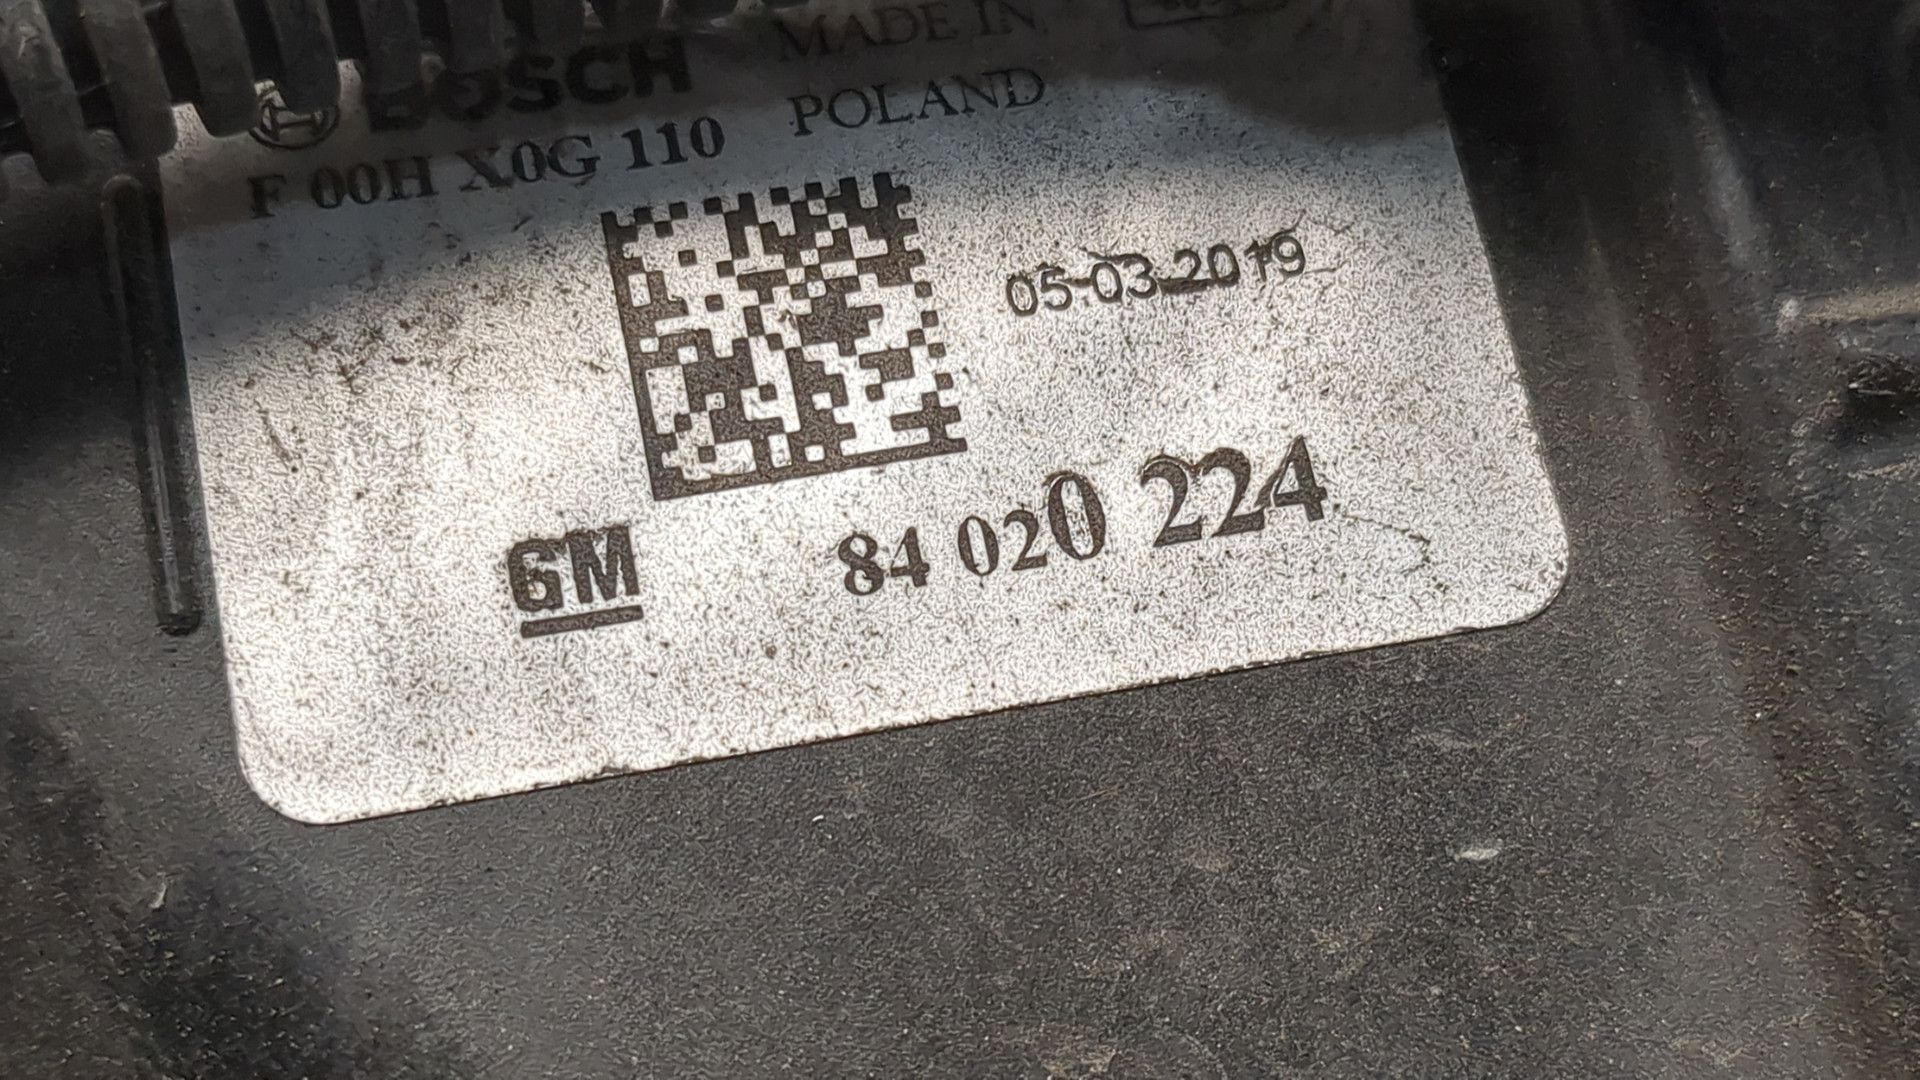 BOSCH
MADE IN
POLAND
F 00H X0G 110
05-03.2019
GM
84 020 224